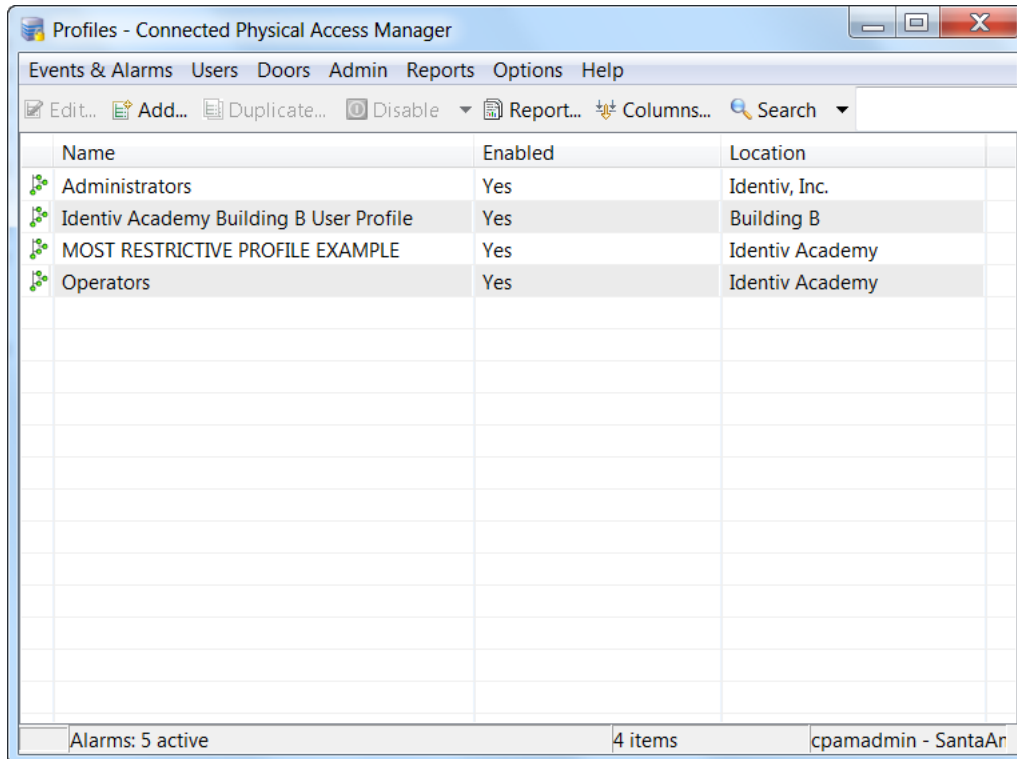 Profiles - Connected Physical Access Manager
Events & Alarms Users Doors Admin Reports Options Help
Edit... Add... Duplicate... Disable Report... Columns... Search
Name Enabled Location
Administrators Yes Identiv, Inc.
Identiv Academy Building B User Profile Yes Building B
MOST RESTRICTIVE PROFILE EXAMPLE Yes Identiv Academy
Operators Yes Identiv Academy
Alarms: 5 active 4 items cpamadmin - SantaAn